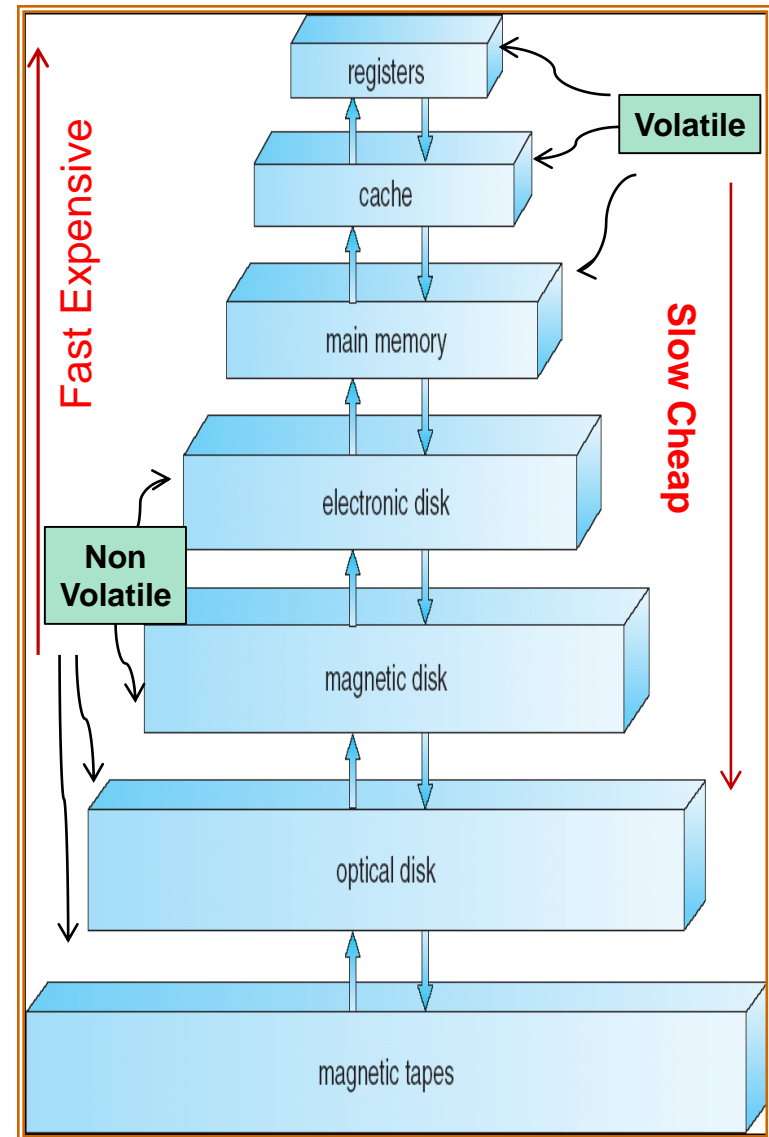 registers
Volatile
cache
Fast Expensive
main memory
Slow Cheap
electronic disk
Non
Volatile
magnetic disk
optical disk
magnetic tapes